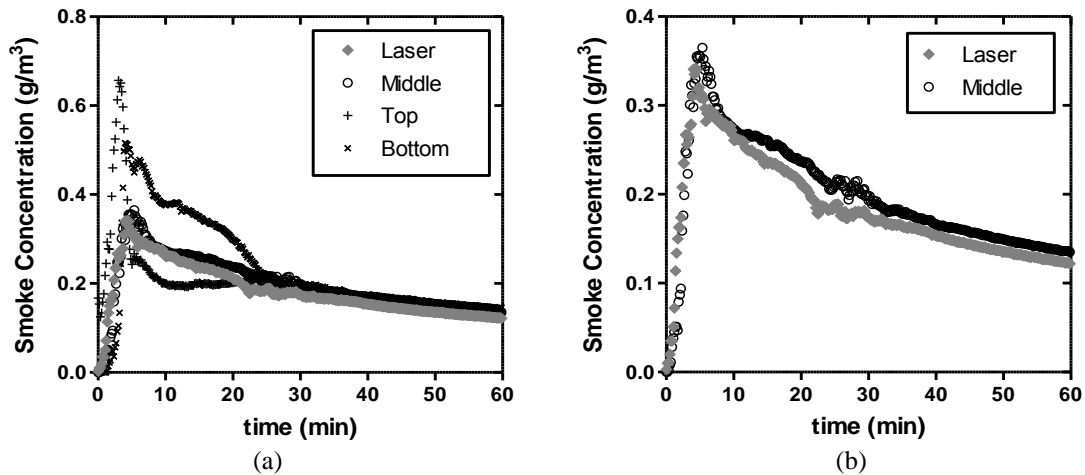 Smoke Concentration (g/m³)
0.8
0.6
0.4
0.2
0.0
0 10 20 30 40 50 60
time (min)
Laser
Middle
Top
Bottom
(a)
Smoke Concentration (g/m³)
0.4
0.3
0.2
0.1
0.0
0 10 20 30 40 50 60
time (min)
Laser
Middle
(b)